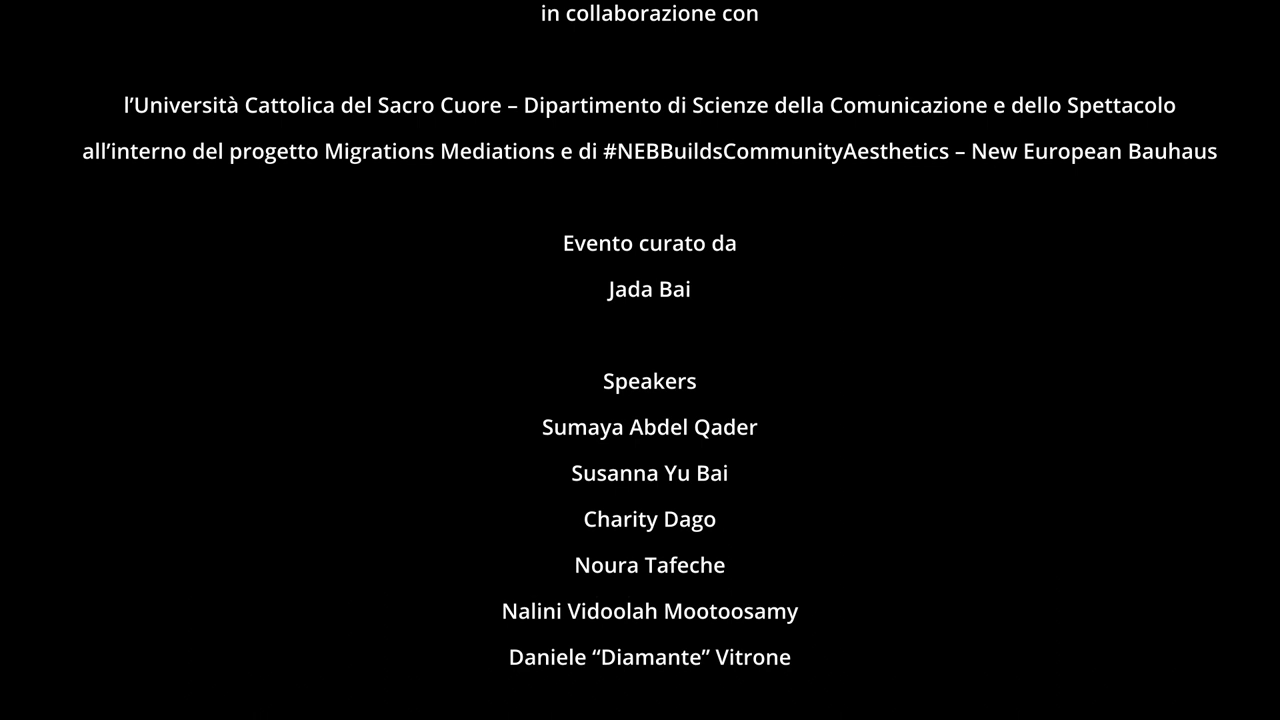 in collaborazione con
l’Università Cattolica del Sacro Cuore – Dipartimento di Scienze della Comunicazione e dello Spettacolo
all’interno del progetto Migrations Mediations e di #NEBBuildsCommunityAesthetics – New European Bauhaus
Evento curato da
Jada Bai
Speakers
Sumaya Abdel Qader
Susanna Yu Bai
Charity Dago
Noura Tafeche
Nalini Vidoolah Mootoosamy
Daniele “Diamante” Vitrone